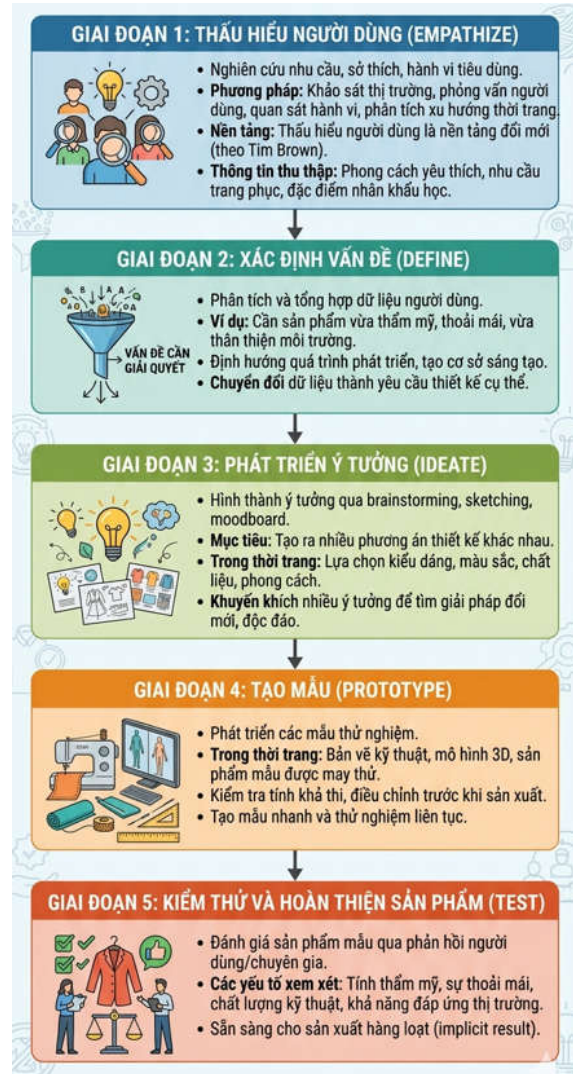 GIAI ĐOẠN 1: THẤU HIỂU NGƯỜI DÙNG (EMPATHIZE)
• Nghiên cứu nhu cầu, sở thích, hành vi tiêu dùng.
• Phương pháp: Khảo sát thị trường, phỏng vấn người
dùng, quan sát hành vi, phân tích xu hướng thời trang.
• Nền tảng: Thấu hiểu người dùng là nền tảng đổi mới
(theo Tim Brown).
• Thông tin thu thập: Phong cách yêu thích, nhu cầu
trang phục, đặc điểm nhân khẩu học.
GIAI ĐOẠN 2: XÁC ĐỊNH VẤN ĐỀ (DEFINE)
VẤN ĐỀ CẦN
GIẢI QUYẾT
• Phân tích và tổng hợp dữ liệu người dùng.
• Ví dụ: Cần sản phẩm vừa thẩm mỹ, thoải mái, vừa
thân thiện môi trường.
• Định hướng quá trình phát triển, tạo cơ sở sáng tạo.
• Chuyển đổi dữ liệu thành yêu cầu thiết kế cụ thể.
GIAI ĐOẠN 3: PHÁT TRIỂN Ý TƯỞNG (IDEATE)
• Hình thành ý tưởng qua brainstorming, sketching,
moodboard.
• Mục tiêu: Tạo ra nhiều phương án thiết kế khác nhau.
• Trong thời trang: Lựa chọn kiểu dáng, màu sắc, chất
liệu, phong cách.
• Khuyến khích nhiều ý tưởng để tìm giải pháp đổi
mới, độc đáo.
GIAI ĐOẠN 4: TẠO MẪU (PROTOTYPE)
• Phát triển các mẫu thử nghiệm.
• Trong thời trang: Bản vẽ kỹ thuật, mô hình 3D, sản
phẩm mẫu được may thử.
• Kiểm tra tính khả thi, điều chỉnh trước khi sản xuất.
• Tạo mẫu nhanh và thử nghiệm liên tục.
GIAI ĐOẠN 5: KIỂM THỬ VÀ HOÀN THIỆN SẢN PHẨM (TEST)
• Đánh giá sản phẩm mẫu qua phản hồi người
dùng/chuyên gia.
• Các yếu tố xem xét: Tính thẩm mỹ, sự thoải mái,
chất lượng kỹ thuật, khả năng đáp ứng thị trường.
• Sẵn sàng cho sản xuất hàng loạt (implicit result).